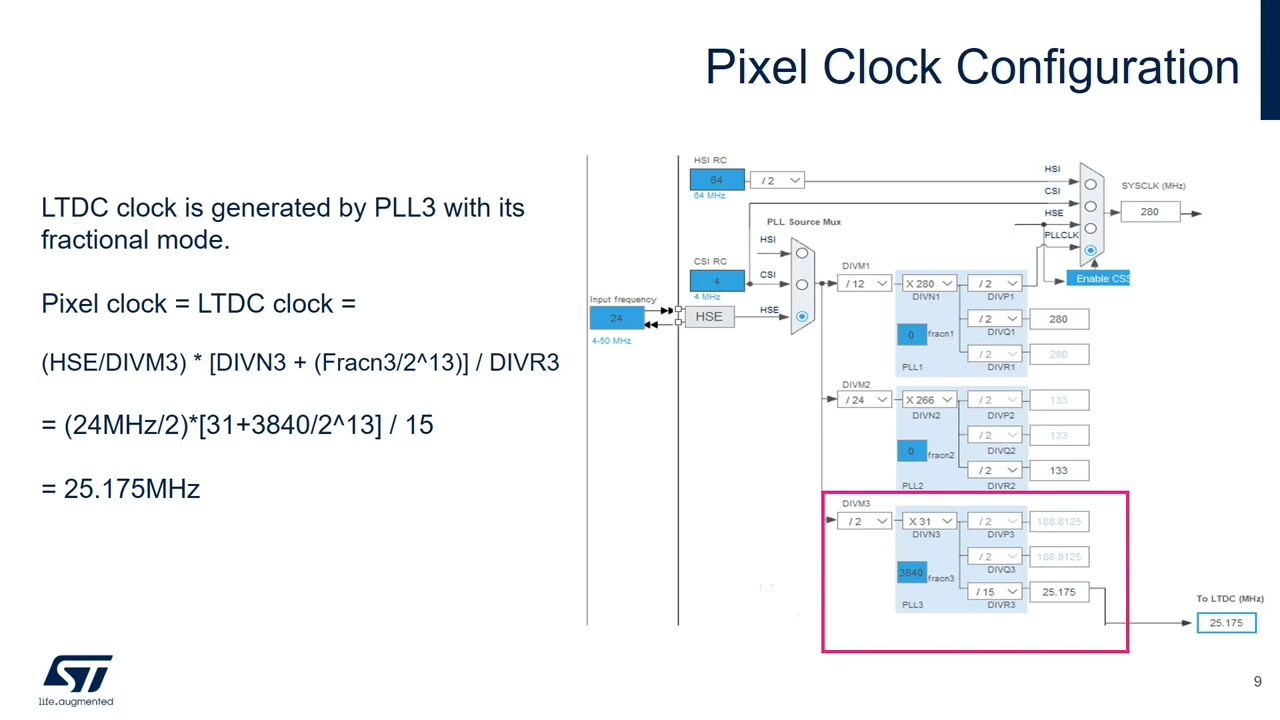 Pixel Clock Configuration
LTDC clock is generated by PLL3 with its
fractional mode.
Pixel clock = LTDC clock =
(HSE/DIVM3) * [DIVN3 + (Fracn3/2^13)] / DIVR3
= (24MHz/2)*[31+3840/2^13] / 15
= 25.175MHz
HSI RC
64
64 MHz
/ 2
HSI
CSI
HSE
PLLCLK
SYSCLK (MHz)
280
Enable CSS
PLL Source Mux
HSI
CSI
HSE
CSI RC
4
4 MHz
Input frequency
24
4-50 MHz
HSE
DIVM1
/ 12
X 280
DIVN1
/ 2
DIVP1
0
fracn1
/ 2
DIVQ1
280
/ 2
DIVR1
280
PLL1
DIVM2
/ 24
X 266
DIVN2
/ 2
DIVP2
133
0
fracn2
/ 2
DIVQ2
133
/ 2
DIVR2
133
PLL2
DIVM3
/ 2
X 31
DIVN3
/ 2
DIVP3
188.8125
3840
fracn3
/ 2
DIVQ3
188.8125
/ 15
DIVR3
25.175
PLL3
To LTDC (MHz)
25.175
ST
life.augmented
9